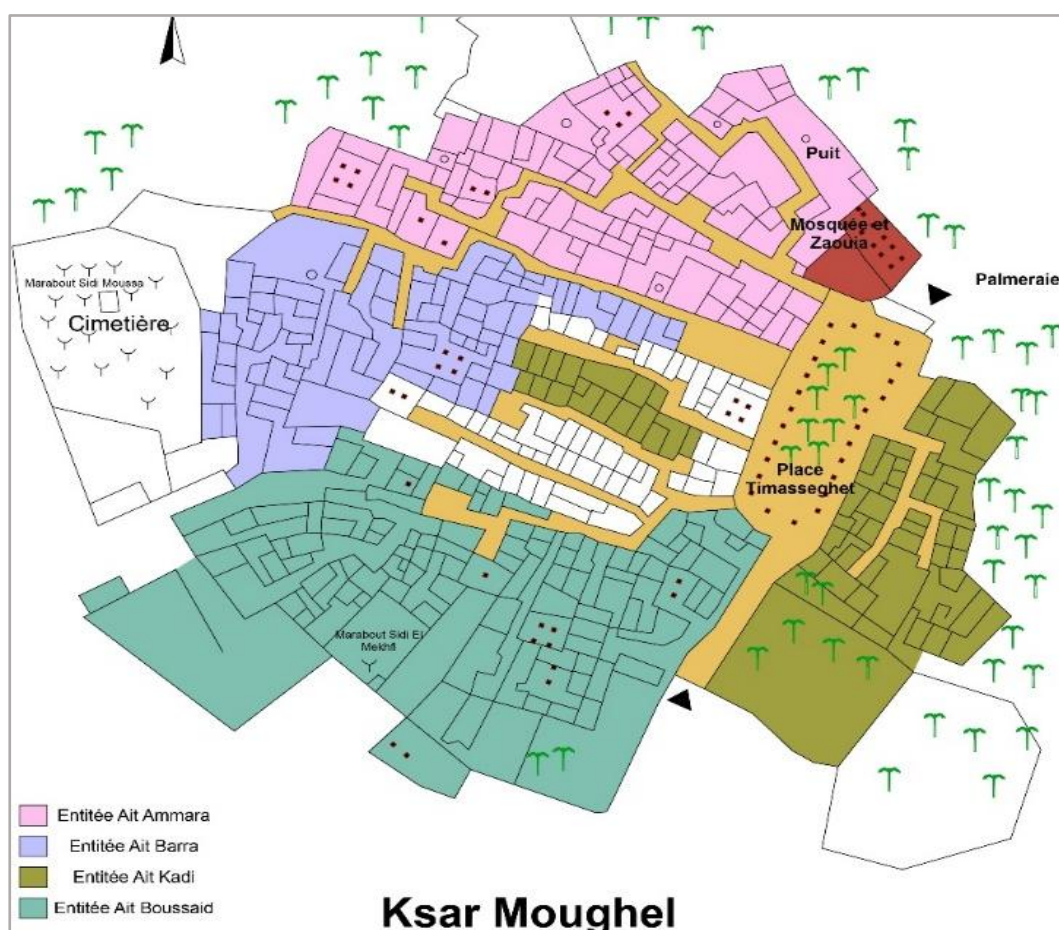 Puit
Mosquée et
Zaouia
Palmeraie
Marabout Sidi Moussa
Cimetière
Place
Timasseghet
Marabout Sidi El
Mekhfi
Entitée Ait Ammara
Entitée Ait Barra
Entitée Ait Kadi
Entitée Ait Boussaid
Ksar Moughel